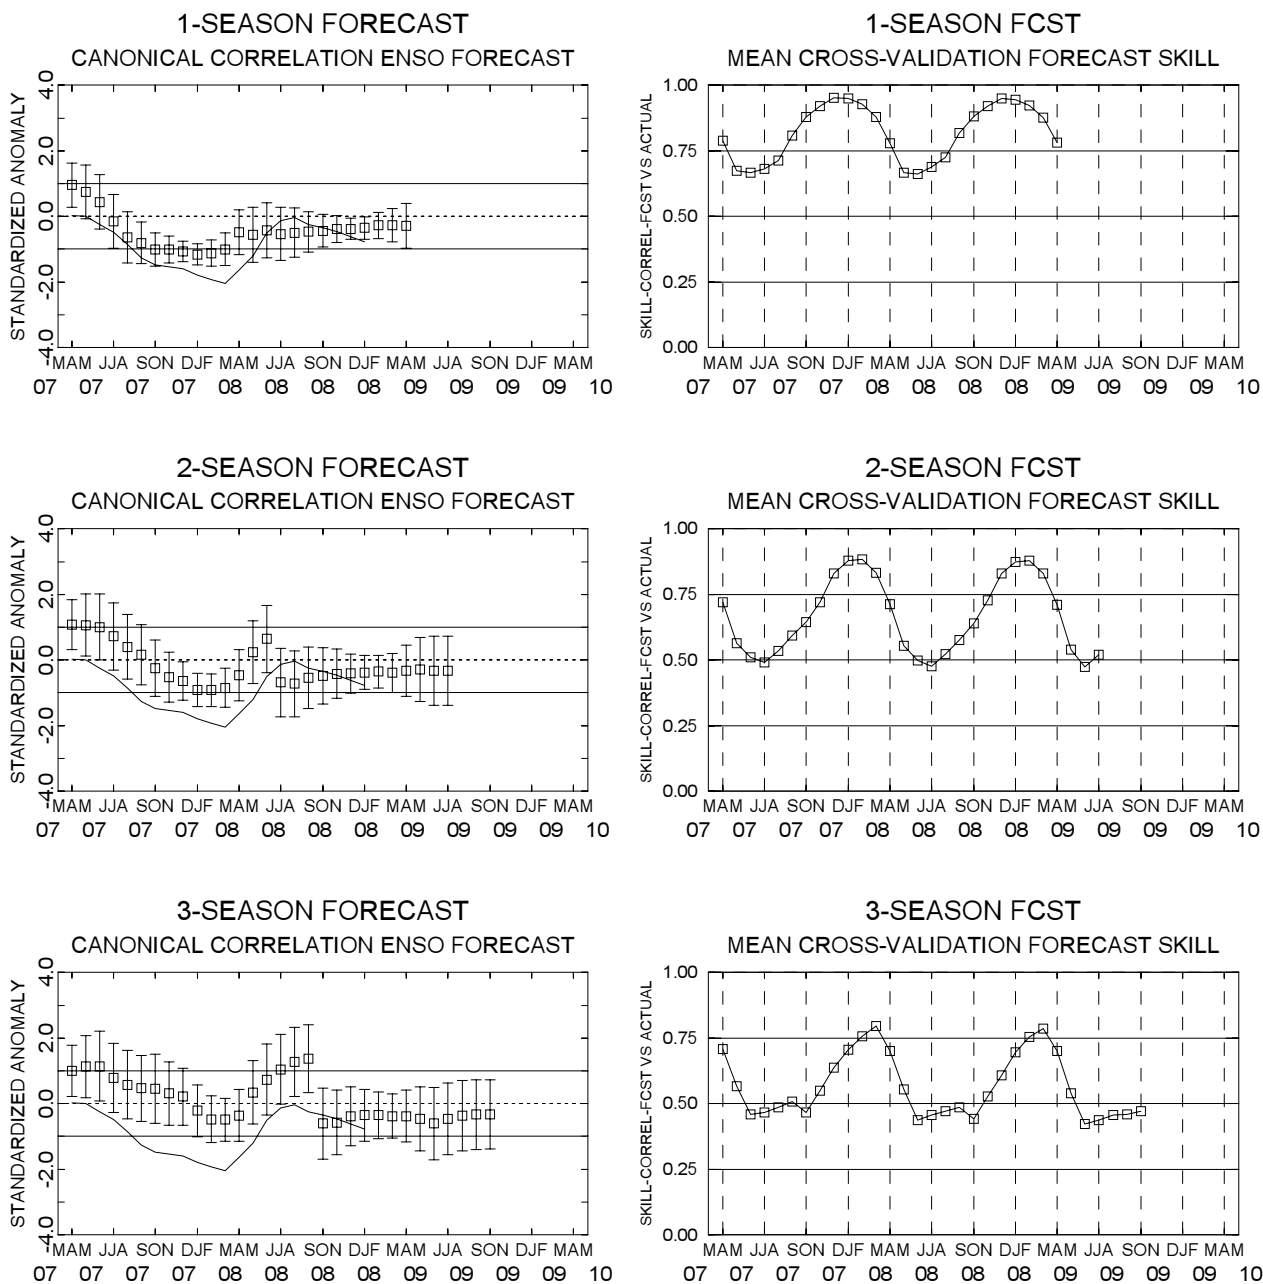 1-SEASON FORECAST
CANONICAL CORRELATION ENSO FORECAST
STANDARDIZED ANOMALY
4.0
2.0
0.0
-2.0
-4.0
MAM JJA SON DJF MAM JJA SON DJF MAM JJA SON DJF MAM
07 07 07 07 08 08 08 08 09 09 09 09 10
1-SEASON FCST
MEAN CROSS-VALIDATION FORECAST SKILL
SKILL-CORREL-FCST VS ACTUAL
1.00
0.75
0.50
0.25
0.00
MAM JJA SON DJF MAM JJA SON DJF MAM JJA SON DJF MAM
07 07 07 07 08 08 08 08 09 09 09 09 10
2-SEASON FORECAST
CANONICAL CORRELATION ENSO FORECAST
STANDARDIZED ANOMALY
4.0
2.0
0.0
-2.0
-4.0
MAM JJA SON DJF MAM JJA SON DJF MAM JJA SON DJF MAM
07 07 07 07 08 08 08 08 09 09 09 09 10
2-SEASON FCST
MEAN CROSS-VALIDATION FORECAST SKILL
SKILL-CORREL-FCST VS ACTUAL
1.00
0.75
0.50
0.25
0.00
MAM JJA SON DJF MAM JJA SON DJF MAM JJA SON DJF MAM
07 07 07 07 08 08 08 08 09 09 09 09 10
3-SEASON FORECAST
CANONICAL CORRELATION ENSO FORECAST
STANDARDIZED ANOMALY
4.0
2.0
0.0
-2.0
-4.0
MAM JJA SON DJF MAM JJA SON DJF MAM JJA SON DJF MAM
07 07 07 07 08 08 08 08 09 09 09 09 10
3-SEASON FCST
MEAN CROSS-VALIDATION FORECAST SKILL
SKILL-CORREL-FCST VS ACTUAL
1.00
0.75
0.50
0.25
0.00
MAM JJA SON DJF MAM JJA SON DJF MAM JJA SON DJF MAM
07 07 07 07 08 08 08 08 09 09 09 09 10